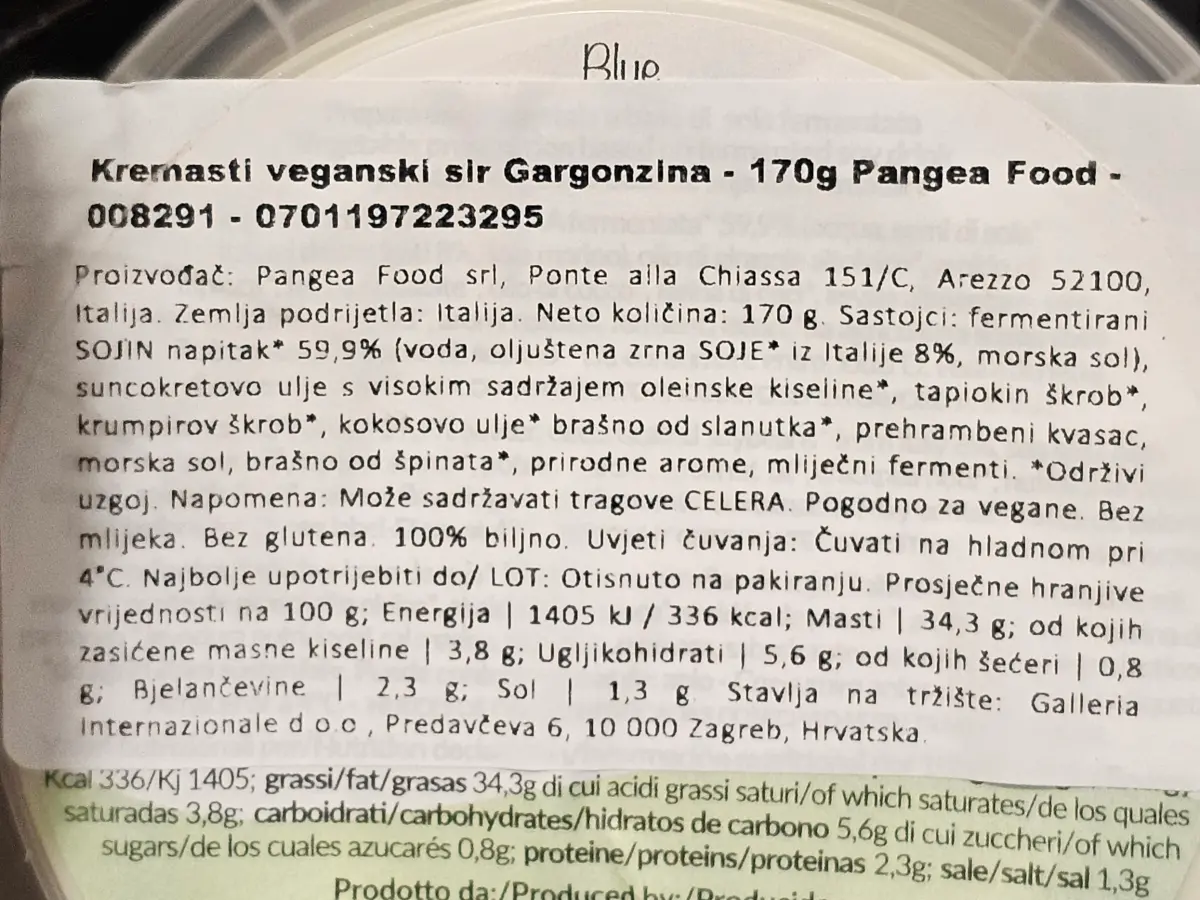 Blue
Kremasti veganski sir Gargonzina - 170g Pangea Food -
008291 - 0701197223295
Proizvođač: Pangea Food srl, Ponte alla Chiassa 151/C, Arezzo 52100,
Italija. Zemlja podrijetla: Italija. Neto količina: 170 g. Sastojci: fermentirani
SOJIN napitak* 59,9% (voda, oljuštena zrna SOJE* iz Italije 8%, morska sol),
suncokretovo ulje s visokim sadržajem oleinske kiseline*, tapiokin škrob*,
krumpirov škrob*, kokosovo ulje* brašno od slanutka*, prehrambeni kvasac,
morska sol, brašno od špinata*, prirodne arome, mliječni fermenti. *Održivi
uzgoj. Napomena: Može sadržavati tragove CELERA. Pogodno za vegane. Bez
mlijeka. Bez glutena. 100% biljno. Uvjeti čuvanja: Čuvati na hladnom pri
4°C. Najbolje upotrijebiti do/ LOT: Otisnuto na pakiranju. Prosječne hranjive
vrijednosti na 100 g; Energija | 1405 kJ / 336 kcal; Masti | 34,3 g; od kojih
zasićene masne kiseline | 3,8 g; Ugljikohidrati | 5,6 g; od kojih šećeri | 0,8
g; Bjelančevine | 2,3 g; Sol | 1,3 g. Stavlja na tržište: Galleria
Internazionale d.o.o., Predavčeva 6, 10 000 Zagreb, Hrvatska.
Kcal 336/Kj 1405; grassi/fat/grasas 34,3g di cui acidi grassi saturi/of which saturates/de los quales
saturadas 3,8g; carboidrati/carbohydrates/hidratos de carbono 5,6g di cui zuccheri/of which
sugars/de los cuales azucarés 0,8g; proteine/proteins/proteinas 2,3g; sale/salt/sal 1,3g
Prodotto da:/Produced by:/Producido